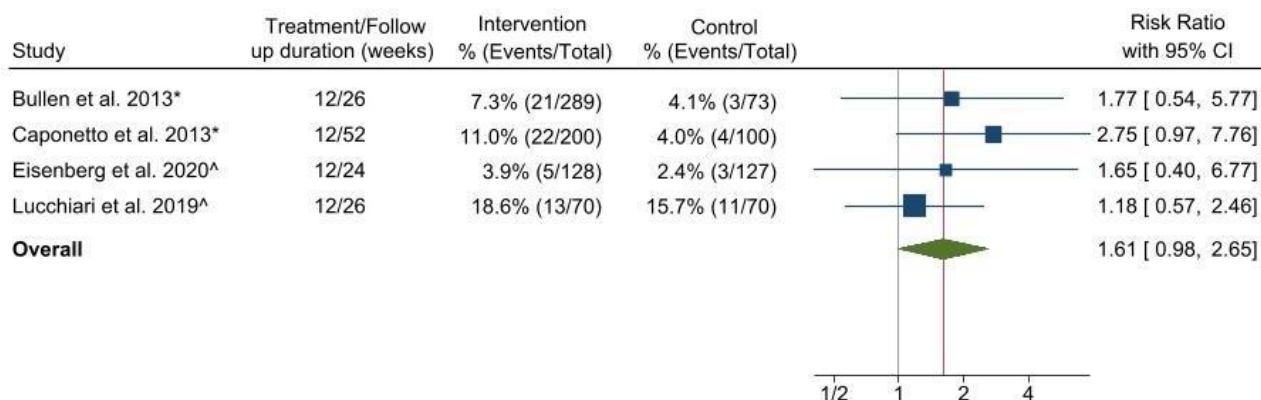 Study Treatment/Follow up duration (weeks) Intervention % (Events/Total) Control % (Events/Total) Risk Ratio with 95% CI
Bullen et al. 2013* 12/26 7.3% (21/289) 4.1% (3/73) 1.77 [ 0.54, 5.77]
Caponetto et al. 2013* 12/52 11.0% (22/200) 4.0% (4/100) 2.75 [ 0.97, 7.76]
Eisenberg et al. 2020^ 12/24 3.9% (5/128) 2.4% (3/127) 1.65 [ 0.40, 6.77]
Lucchiari et al. 2019^ 12/26 18.6% (13/70) 15.7% (11/70) 1.18 [ 0.57, 2.46]
Overall 1.61 [ 0.98, 2.65]
1/2 1 2 4